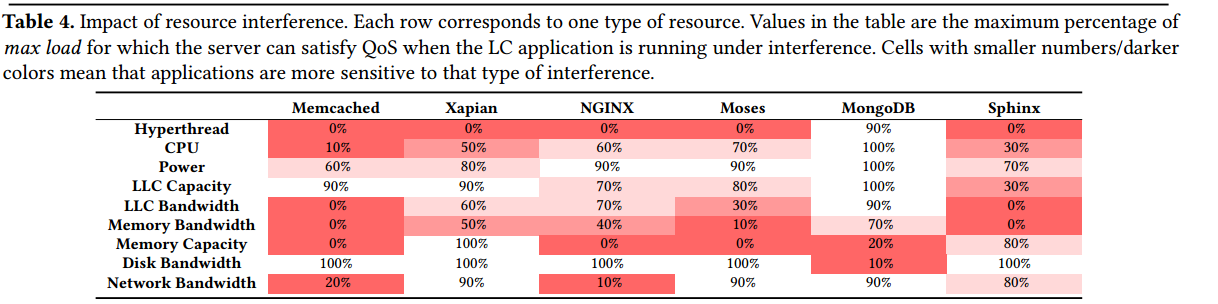 Table 4. Impact of resource interference. Each row corresponds to one type of resource. Values in the table are the maximum percentage of
max load for which the server can satisfy QoS when the LC application is running under interference. Cells with smaller numbers/darker
colors mean that applications are more sensitive to that type of interference.
Memcached Xapian NGINX Moses MongoDB Sphinx
Hyperthread 0% 0% 0% 0% 90% 0%
CPU 10% 50% 60% 70% 100% 30%
Power 60% 80% 90% 90% 100% 70%
LLC Capacity 90% 90% 70% 80% 100% 30%
LLC Bandwidth 0% 60% 70% 30% 90% 0%
Memory Bandwidth 0% 50% 40% 10% 70% 0%
Memory Capacity 0% 100% 0% 0% 20% 80%
Disk Bandwidth 100% 100% 100% 100% 10% 100%
Network Bandwidth 20% 90% 10% 90% 90% 80%